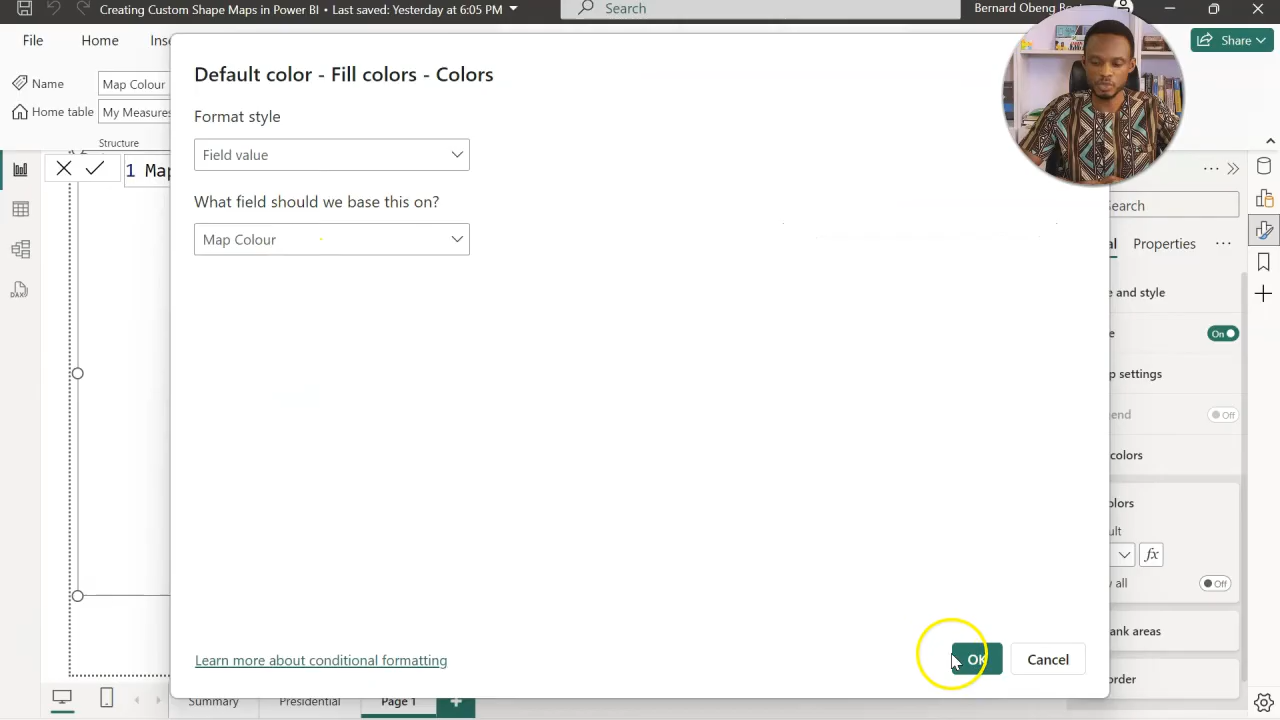 Creating Custom Shape Maps in Power BI • Last saved: Yesterday at 6:05 PM
Search
Bernard Obeng
File
Home
Share
Name
Map Colour
Home table
My Measures
Structure
1
Default color - Fill colors - Colors
Format style
Field value
What field should we base this on?
Map Colour
Properties
e and style
On
p settings
Off
colors
fx
Off
ank areas
Learn more about conditional formatting
OK
Cancel
Summary
Presidential
Page 1